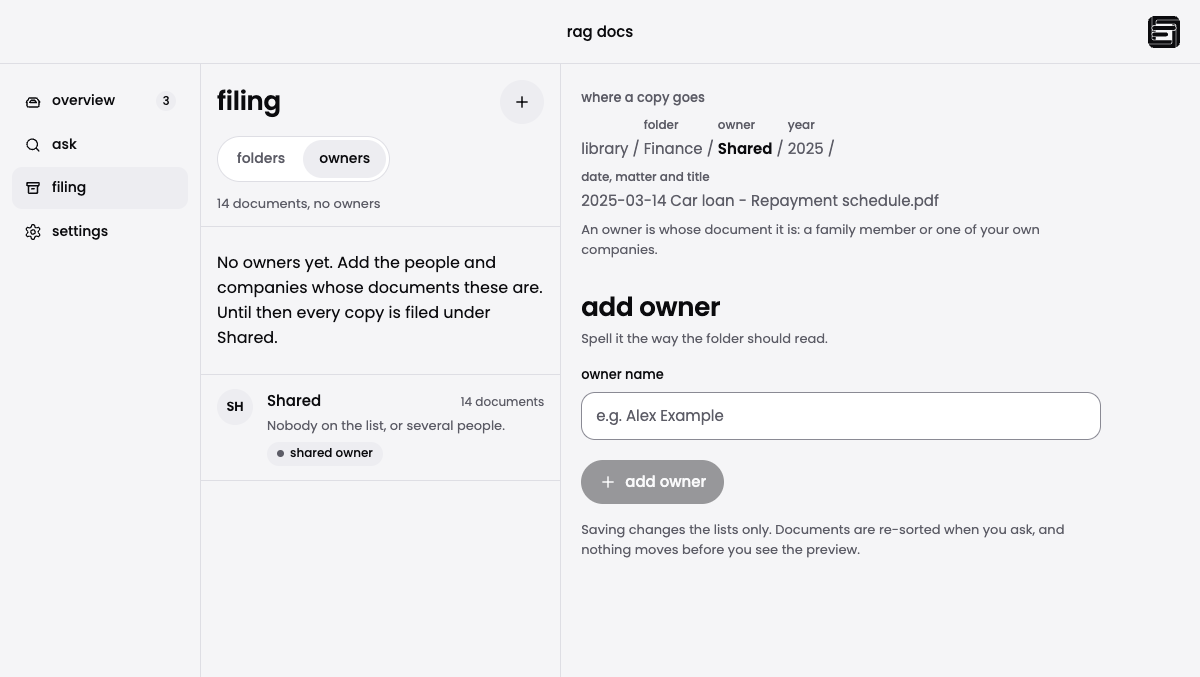 rag docs
overview 3
ask
filing
settings
filing
folders owners
14 documents, no owners
No owners yet. Add the people and
companies whose documents these are.
Until then every copy is filed under
Shared.
SH Shared 14 documents
Nobody on the list, or several people.
shared owner
where a copy goes
folder owner year
library / Finance / Shared / 2025 /
date, matter and title
2025-03-14 Car loan - Repayment schedule.pdf
An owner is whose document it is: a family member or one of your own
companies.
add owner
Spell it the way the folder should read.
owner name
e.g. Alex Example
+ add owner
Saving changes the lists only. Documents are re-sorted when you ask, and
nothing moves before you see the preview.